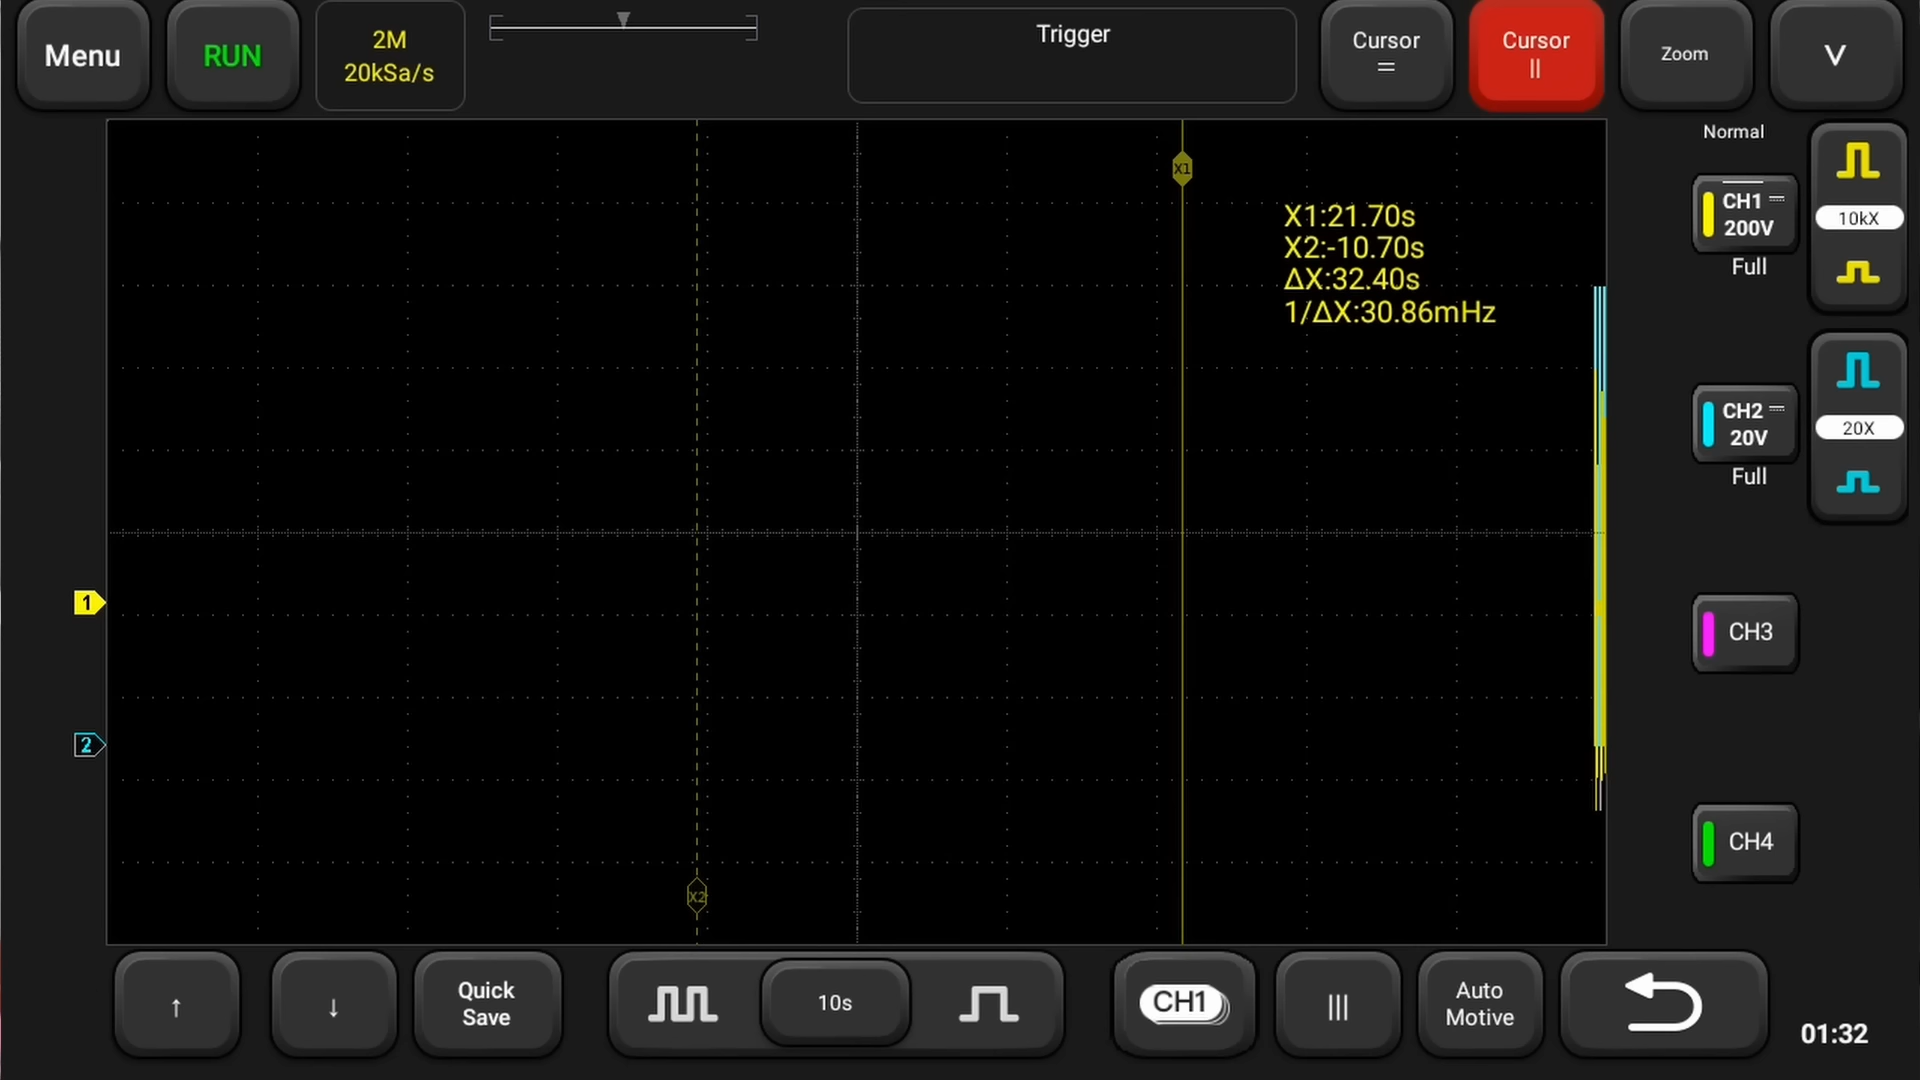 Menu
RUN
2M
20kSa/s
Trigger
Cursor
=
Cursor
||
Zoom
V
Normal
X1
X1:21.70s
X2:-10.70s
ΔX:32.40s
1/ΔX:30.86mHz
CH1
200V
Full
10kX
CH2
20V
Full
20X
1
CH3
2
CH4
X2
↑
↓
Quick
Save
10s
CH1
|||
Auto
Motive
01:32